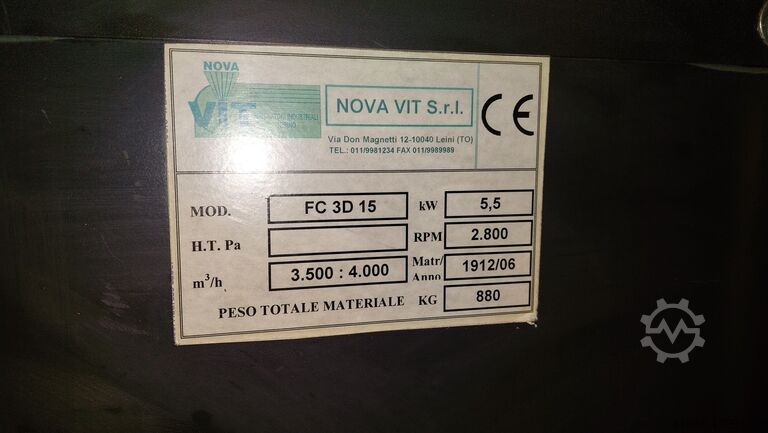 NOVA
VIT
NOVA VIT S.r.l.
CE
Via Don Magnetti 12-10040 Leini (TO)
TEL.: 011/9981234 FAX 011/9989989
MOD. FC 3D 15 kW 5,5
H.T. Pa RPM 2.800
m³/h 3.500 : 4.000 Matr/ Anno 1912/06
PESO TOTALE MATERIALE KG 880